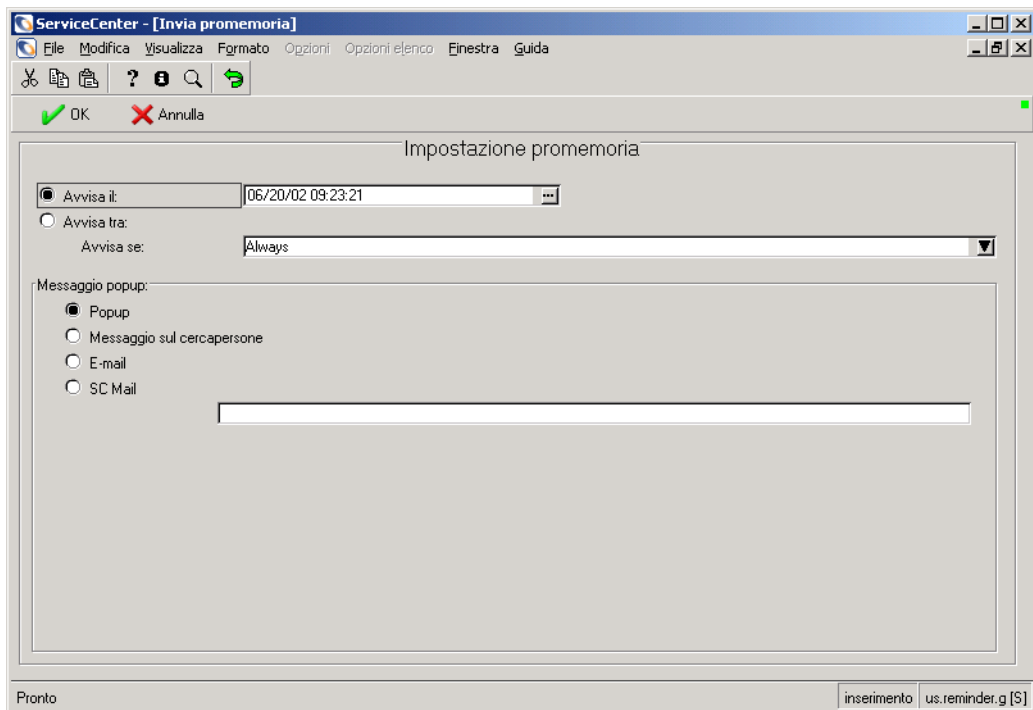 ServiceCenter - [Invia promemoria]
File Modifica Visualizza Formato Opzioni Opzioni elenco Finestra Guida
OK Annulla
Impostazione promemoria
Avvisa il: 06/20/02 09:23:21
Avvisa tra:
Avvisa se: Always
Messaggio popup:
Popup
Messaggio sul cercapersone
E-mail
SC Mail
Pronto inserimento us.reminder.g [S]